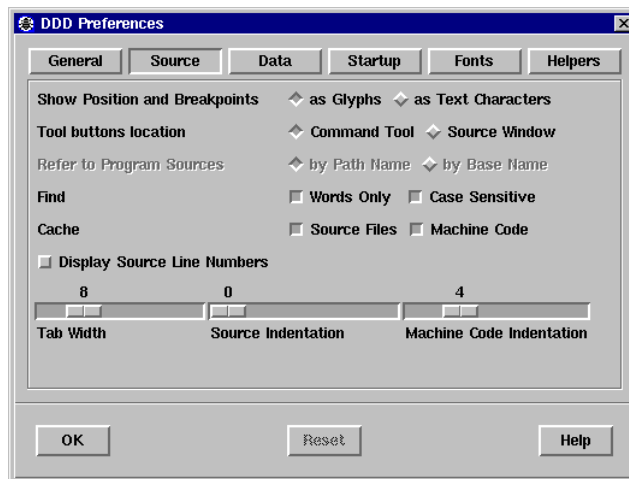 DDD Preferences
General Source Data Startup Fonts Helpers
Show Position and Breakpoints as Glyphs as Text Characters
Tool buttons location Command Tool Source Window
Refer to Program Sources by Path Name by Base Name
Find Words Only Case Sensitive
Cache Source Files Machine Code
Display Source Line Numbers
8 0 4
Tab Width Source Indentation Machine Code Indentation
OK Reset Help